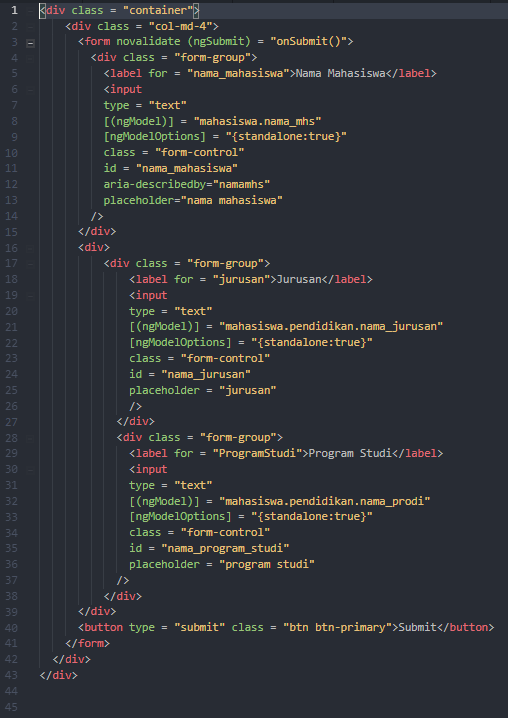 1 <div class = "container">
2 <div class = "col-md-4">
3 <form novalidate (ngSubmit) = "onSubmit()">
4 <div class = "form-group">
5 <label for = "nama_mahasiswa">Nama Mahasiswa</label>
6 <input
7 type = "text"
8 [(ngModel)] = "mahasiswa.nama_mhs"
9 [ngModelOptions] = "{standalone:true}"
10 class = "form-control"
11 id = "nama_mahasiswa"
12 aria-describedby="namamhs"
13 placeholder="nama mahasiswa"
14 />
15 </div>
16 <div>
17 <div class = "form-group">
18 <label for = "jurusan">Jurusan</label>
19 <input
20 type = "text"
21 [(ngModel)] = "mahasiswa.pendidikan.nama_jurusan"
22 [ngModelOptions] = "{standalone:true}"
23 class = "form-control"
24 id = "nama_jurusan"
25 placeholder = "jurusan"
26 />
27 </div>
28 <div class = "form-group">
29 <label for = "ProgramStudi">Program Studi</label>
30 <input
31 type = "text"
32 [(ngModel)] = "mahasiswa.pendidikan.nama_prodi"
33 [ngModelOptions] = "{standalone:true}"
34 class = "form-control"
35 id = "nama_program_studi"
36 placeholder = "program studi"
37 />
38 </div>
39 </div>
40 <button type = "submit" class = "btn btn-primary">Submit</button>
41 </form>
42 </div>
43 </div>
44
45